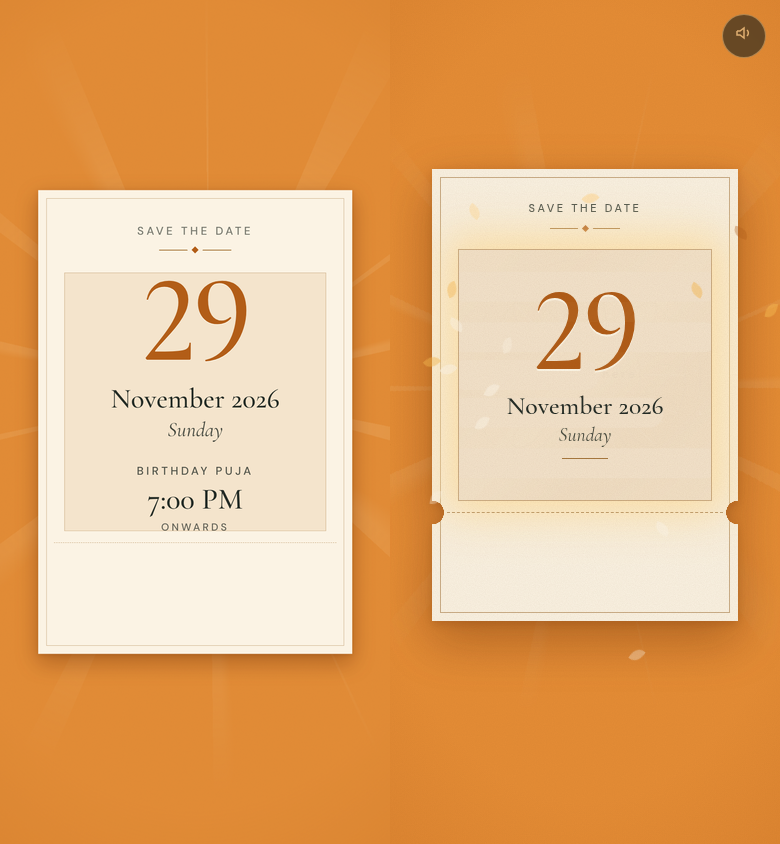 SAVE THE DATE
29
November 2026
Sunday
BIRTHDAY PUJA
7:00 PM
ONWARDS
SAVE THE DATE
29
November 2026
Sunday